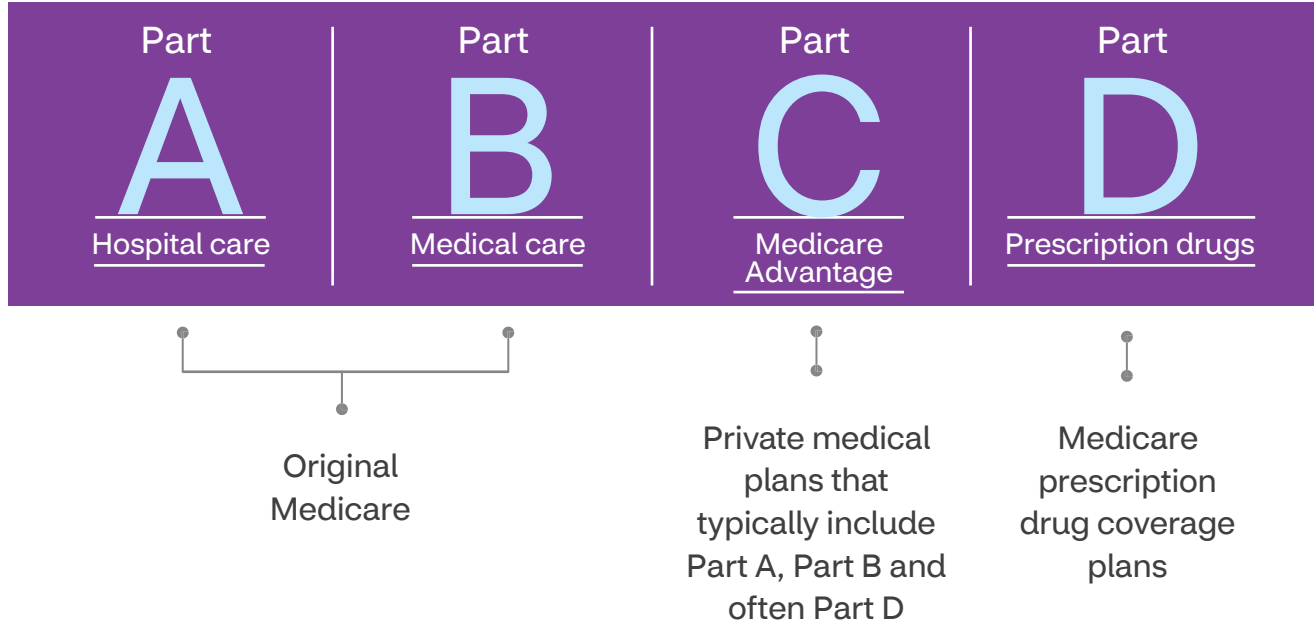 Part
A
Hospital care
Part
B
Medical care
Part
C
Medicare
Advantage
Part
D
Prescription drugs
Original
Medicare
Private medical
plans that
typically include
Part A, Part B and
often Part D
Medicare
prescription
drug coverage
plans